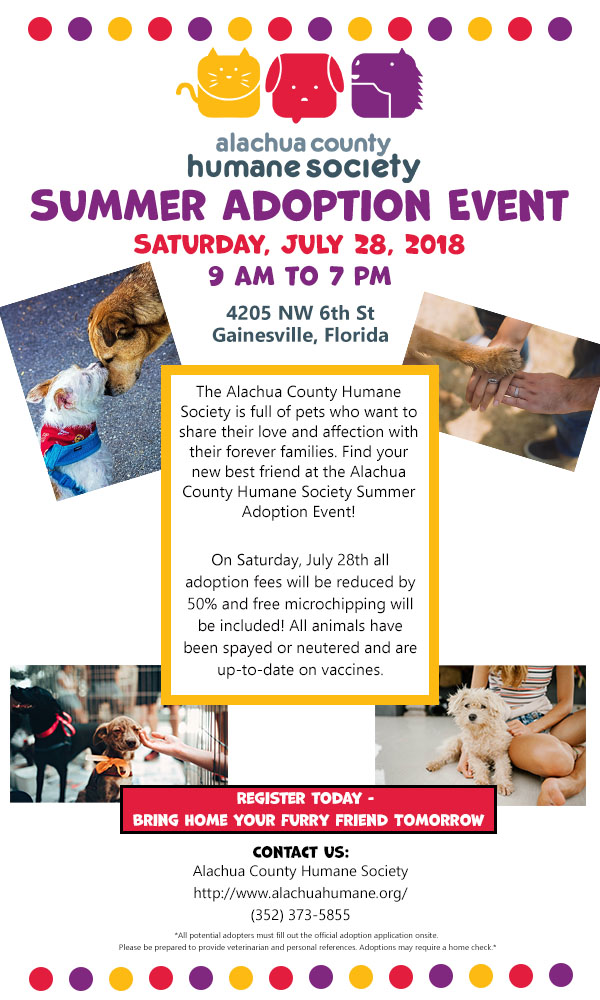 alachua county
humane society
SUMMER ADOPTION EVENT
SATURDAY, JULY 28, 2018
9 AM TO 7 PM
4205 NW 6th St
Gainesville, Florida
The Alachua County Humane
Society is full of pets who want to
share their love and affection with
their forever families. Find your
new best friend at the Alachua
County Humane Society Summer
Adoption Event!
On Saturday, July 28th all
adoption fees will be reduced by
50% and free microchipping will
be included! All animals have
been spayed or neutered and are
up-to-date on vaccines.
REGISTER TODAY -
BRING HOME YOUR FURRY FRIEND TOMORROW
CONTACT US:
Alachua County Humane Society
http://www.alachuahumane.org/
(352) 373-5855
*All potential adopters must fill out the official adoption application onsite.
Please be prepared to provide veterinarian and personal references. Adoptions may require a home check.*